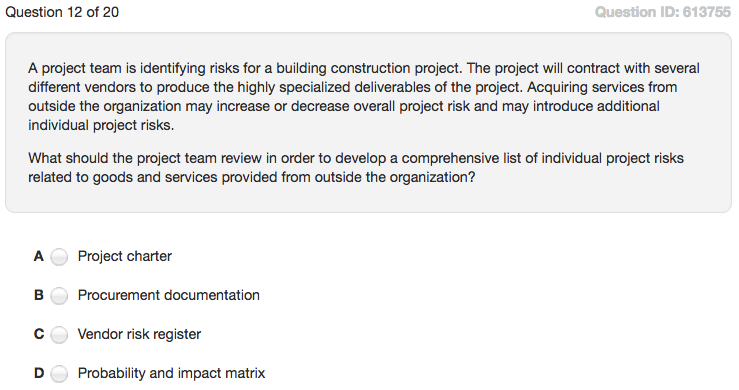 Question 12 of 20
Question ID: 613755
A project team is identifying risks for a building construction project. The project will contract with several
different vendors to produce the highly specialized deliverables of the project. Acquiring services from
outside the organization may increase or decrease overall project risk and may introduce additional
individual project risks.
What should the project team review in order to develop a comprehensive list of individual project risks
related to goods and services provided from outside the organization?
A Project charter
B Procurement documentation
C Vendor risk register
D Probability and impact matrix